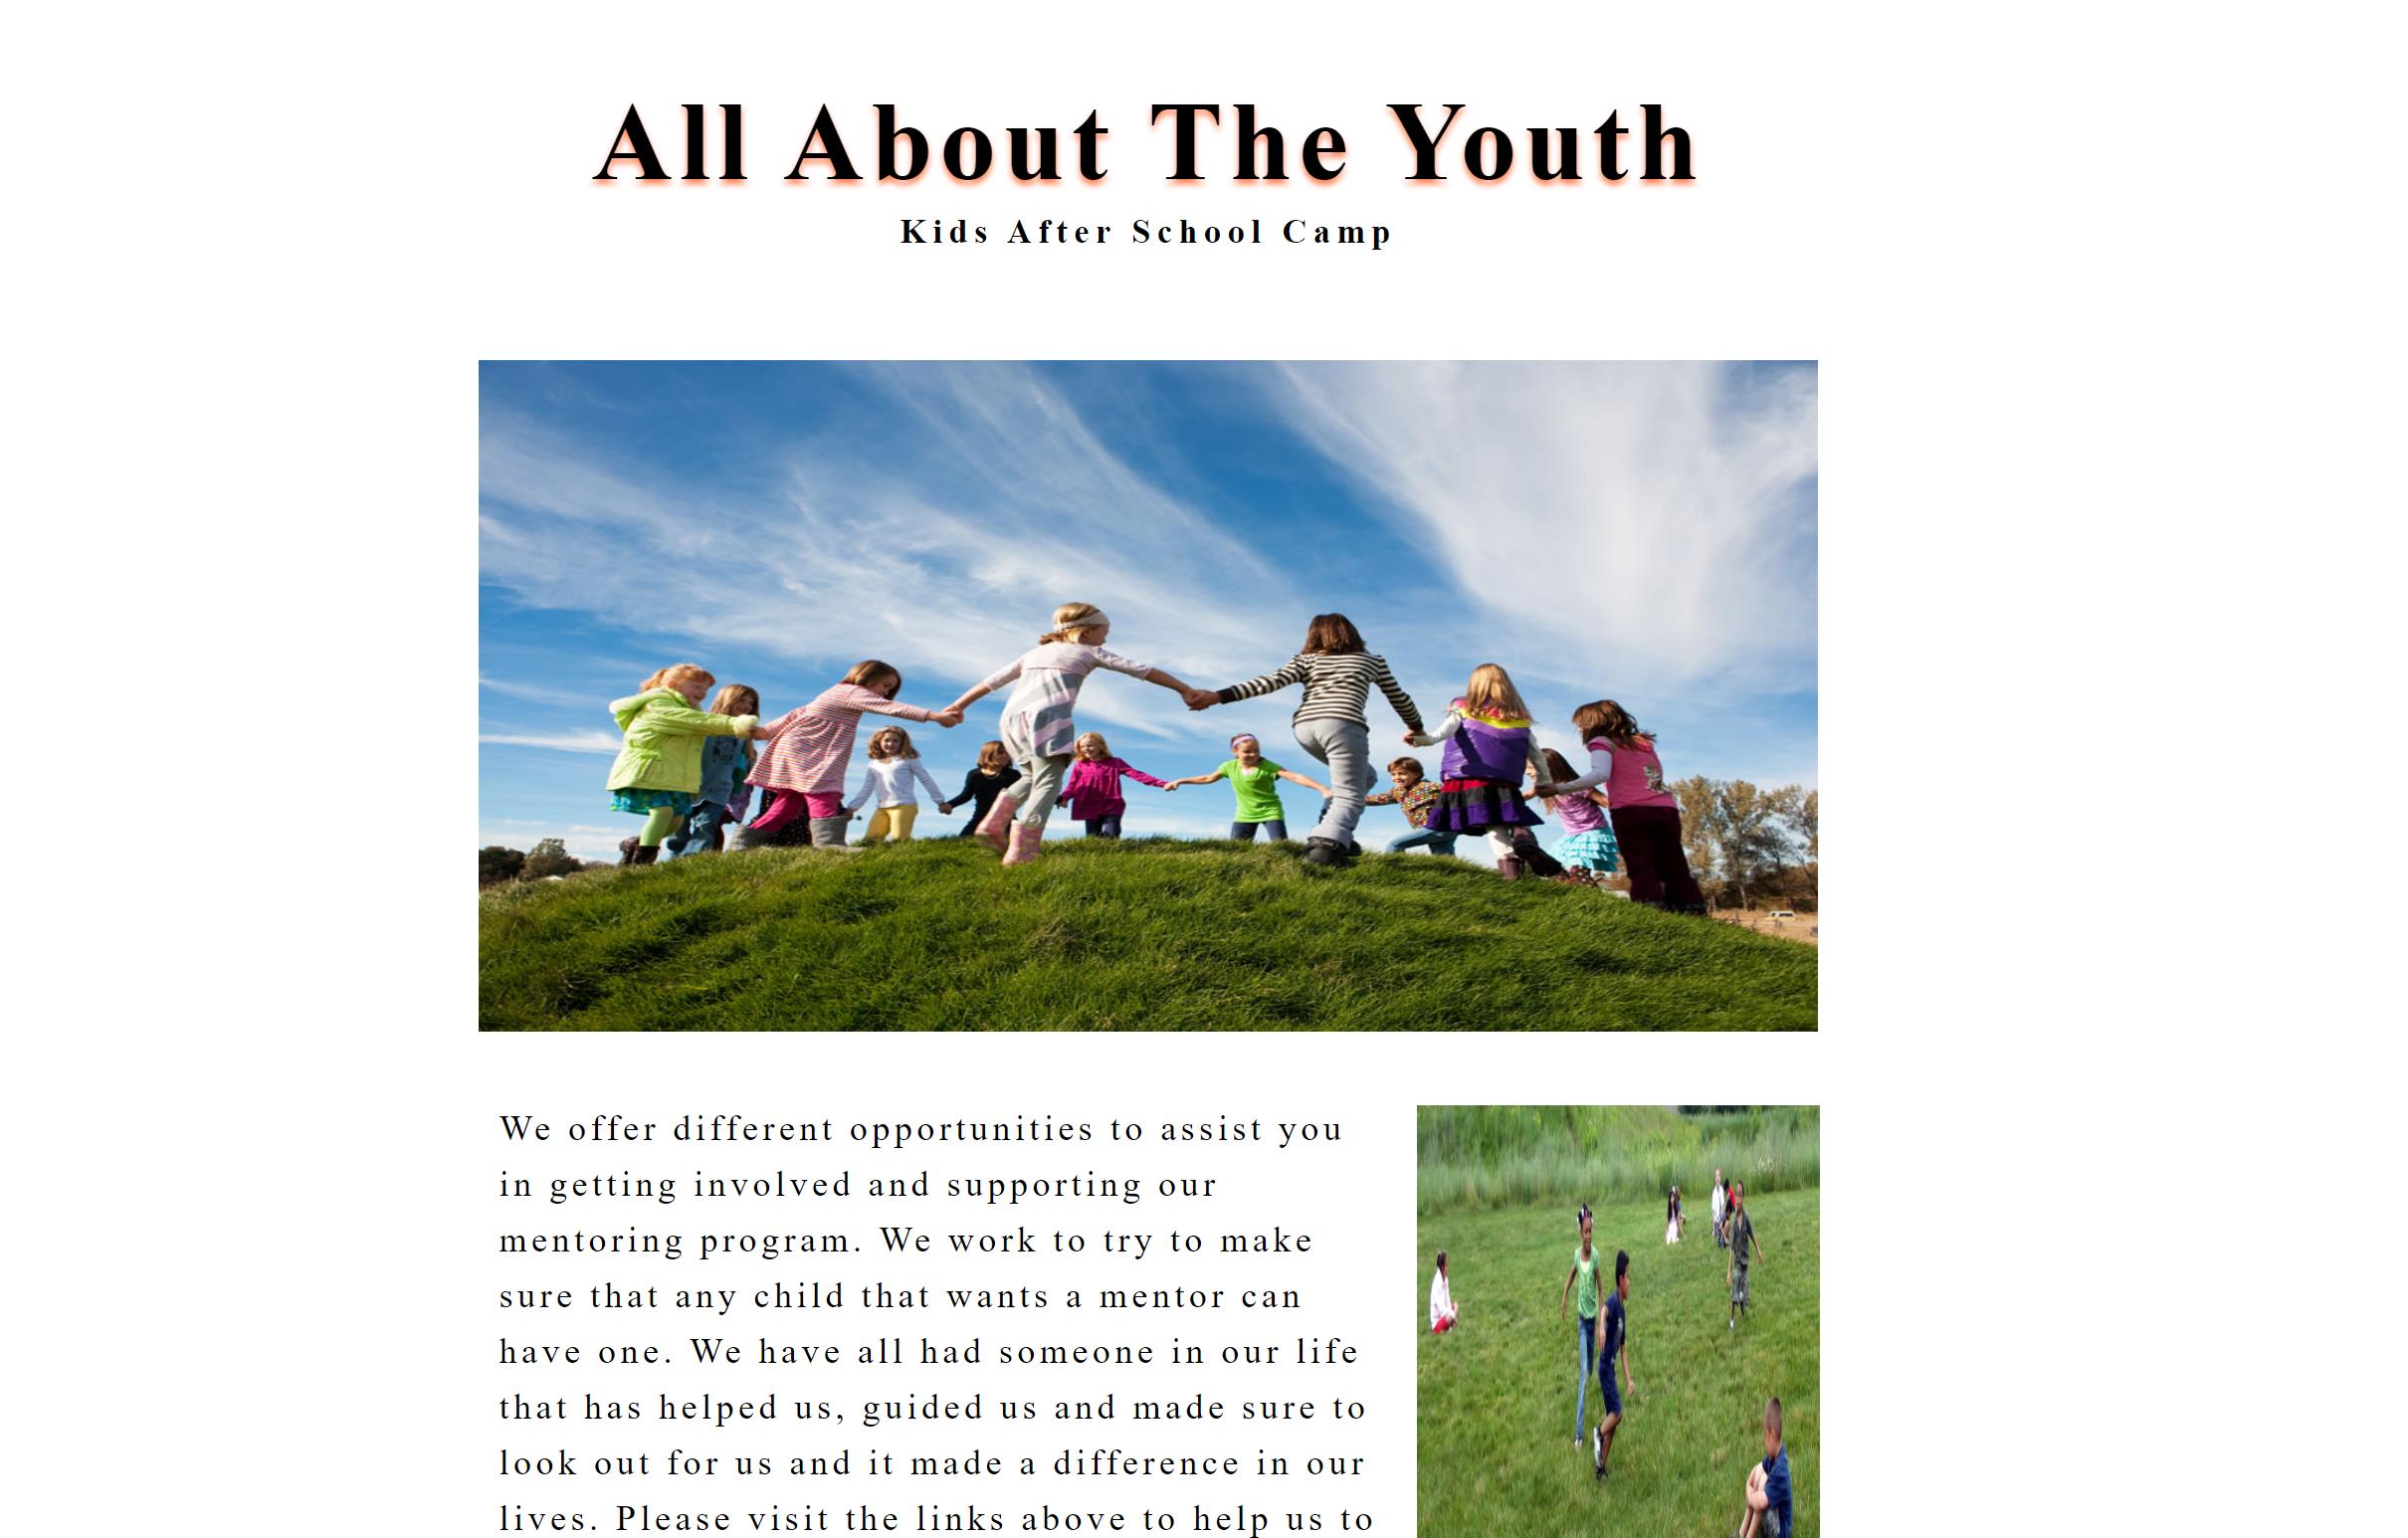 All About The Youth
Kids After School Camp
We offer different opportunities to assist you
in getting involved and supporting our
mentoring program. We work to try to make
sure that any child that wants a mentor can
have one. We have all had someone in our life
that has helped us, guided us and made sure to
look out for us and it made a difference in our
lives. Please visit the links above to help us to